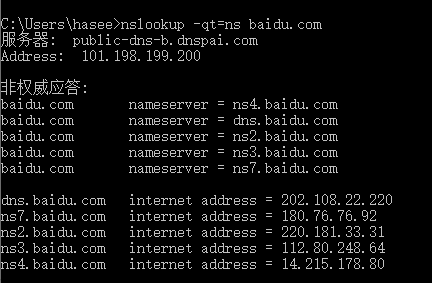 C:\Users\hasee>nslookup -qt=ns baidu.com
服务器:  public-dns-b.dnspai.com
Address:  101.198.199.200
非权威应答:
baidu.com       nameserver = ns4.baidu.com
baidu.com       nameserver = dns.baidu.com
baidu.com       nameserver = ns2.baidu.com
baidu.com       nameserver = ns3.baidu.com
baidu.com       nameserver = ns7.baidu.com
dns.baidu.com   internet address = 202.108.22.220
ns7.baidu.com   internet address = 180.76.76.92
ns2.baidu.com   internet address = 220.181.33.31
ns3.baidu.com   internet address = 112.80.248.64
ns4.baidu.com   internet address = 14.215.178.80